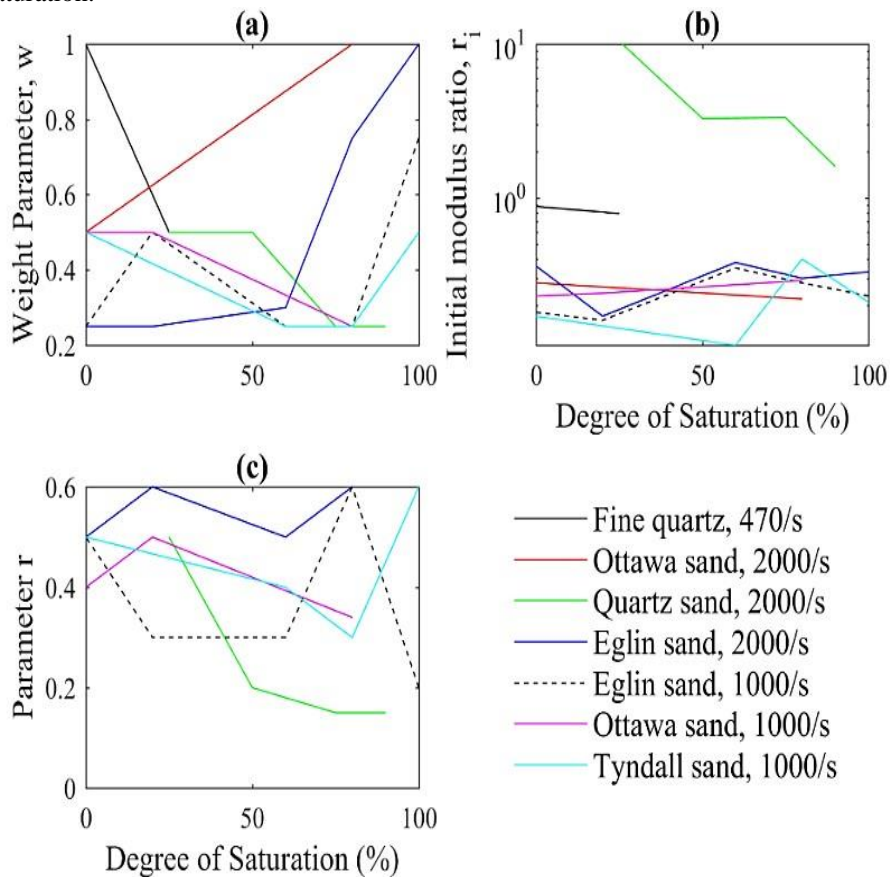 (a)
Weight Parameter, w
1
0.8
0.6
0.4
0.2
0 50 100
(b)
Initial modulus ratio, r_i
10^1
10^0
0 50 100
Degree of Saturation (%)
(c)
Parameter r
0.6
0.4
0.2
0
0 50 100
Degree of Saturation (%)
Fine quartz, 470/s
Ottawa sand, 2000/s
Quartz sand, 2000/s
Eglin sand, 2000/s
Eglin sand, 1000/s
Ottawa sand, 1000/s
Tyndall sand, 1000/s